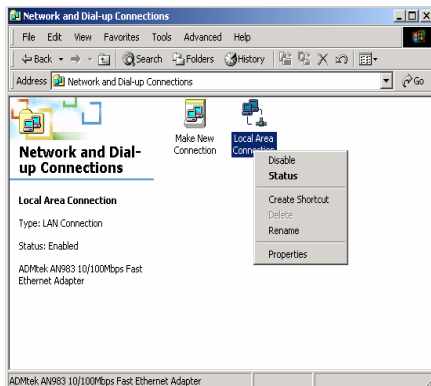 Network and Dial-up Connections
File Edit View Favorites Tools Advanced Help
Back Search Folders History
Address Network and Dial-up Connections Go
Network and Dial-
up Connections
Local Area Connection
Type: LAN Connection
Status: Enabled
ADMtek AN983 10/100Mbps Fast
Ethernet Adapter
Make New
Connection
Local Area
Connection
Disable
Status
Create Shortcut
Delete
Rename
Properties
ADMtek AN983 10/100Mbps Fast Ethernet Adapter